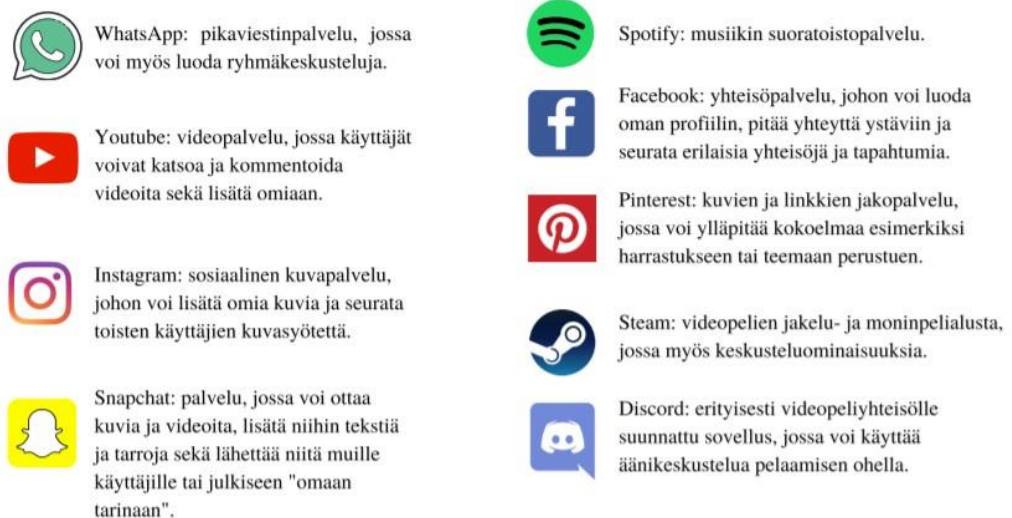 WhatsApp: pikaviestinpalvelu, jossa
voi myös luoda ryhmäkeskusteluja.
Youtube: videopalvelu, jossa käyttäjät
voivat katsoa ja kommentoida
videoita sekä lisätä omiaan.
Instagram: sosiaalinen kuvapalvelu,
johon voi lisätä omia kuvia ja seurata
toisten käyttäjien kuvasyötettä.
Snapchat: palvelu, jossa voi ottaa
kuvia ja videoita, lisätä niihin tekstiä
ja tarroja sekä lähettää niitä muille
käyttäjille tai julkiseen "omaan
tarinaan".
Spotify: musiikin suoratoistopalvelu.
Facebook: yhteisöpalvelu, johon voi luoda
oman profiilin, pitää yhteyttä ystäviin ja
seurata erilaisia yhteisöjä ja tapahtumia.
Pinterest: kuvien ja linkkien jakopalvelu,
jossa voi ylläpitää kokoelmaa esimerkiksi
harrastukseen tai teemaan perustuen.
Steam: videopelien jakelu- ja moninpelialusta,
jossa myös keskusteluominaisuuksia.
Discord: erityisesti videopeliyhteisölle
suunnattu sovellus, jossa voi käyttää
äänikeskustelua pelaamisen ohella.